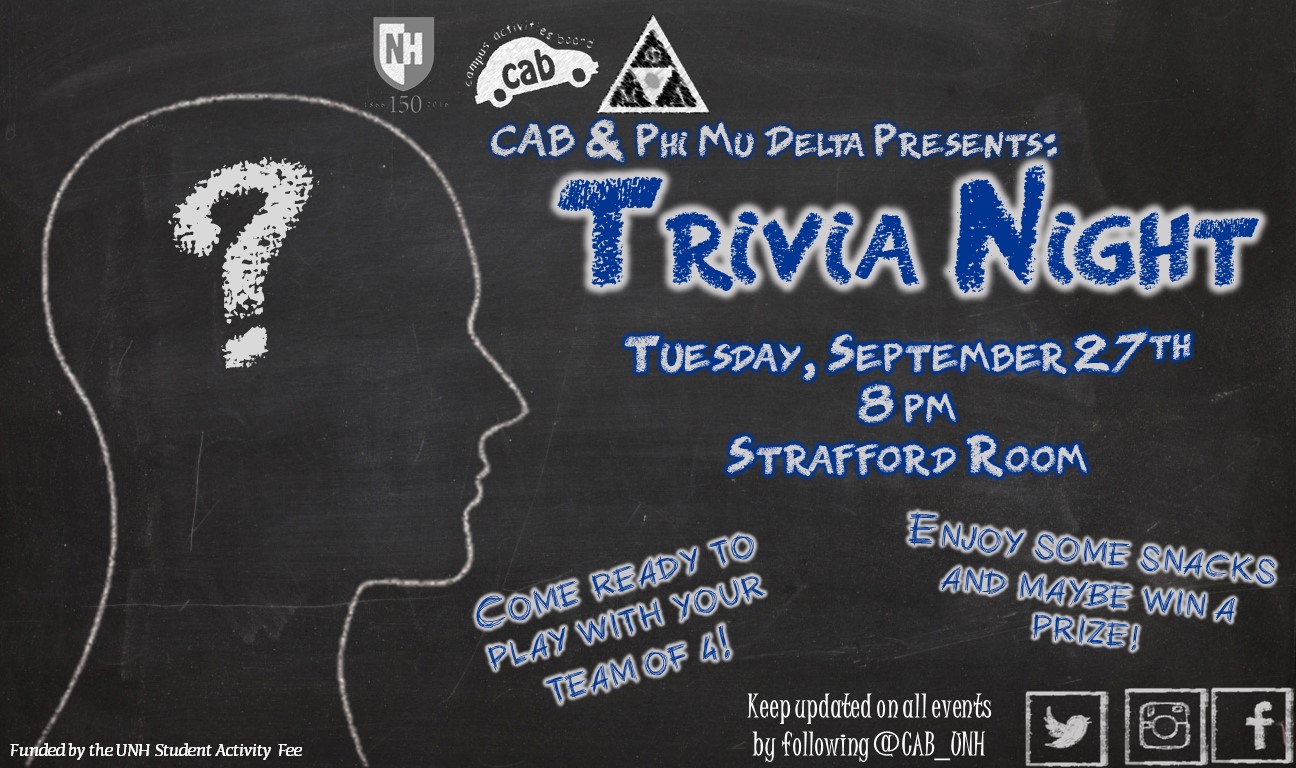 NH
150
campus activities board
cab
CAB & Phi Mu Delta Presents:
Trivia Night
Tuesday, September 27th
8 pm
Strafford Room
Come ready to
play with your
team of 4!
Enjoy some snacks
and maybe win a
prize!
Keep updated on all events
by following @CAB_UNH
Funded by the UNH Student Activity Fee